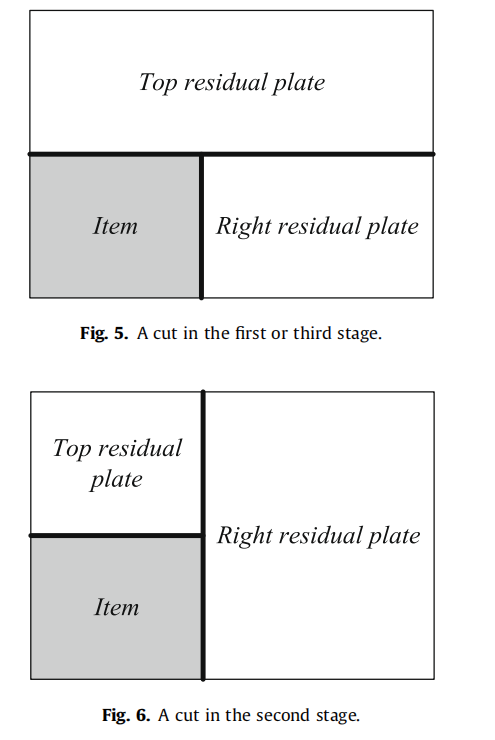 Top residual plate
Item
Right residual plate
Fig. 5. A cut in the first or third stage.
Top residual
plate
Right residual plate
Item
Fig. 6. A cut in the second stage.